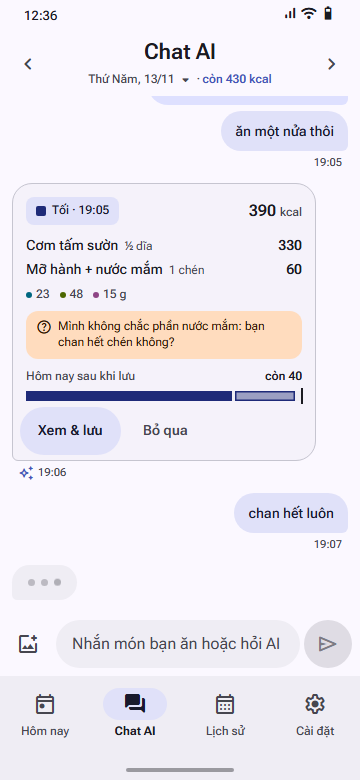 12:36
Chat AI
Thứ Năm, 13/11 · còn 430 kcal
ăn một nửa thôi
19:05
Tối · 19:05
390 kcal
Cơm tấm sườn ½ đĩa 330
Mỡ hành + nước mắm 1 chén 60
23 48 15 g
Mình không chắc phần nước mắm: bạn
chan hết chén không?
Hôm nay sau khi lưu còn 40
Xem & lưu Bỏ qua
19:06
chan hết luôn
19:07
Nhắn món bạn ăn hoặc hỏi AI
Hôm nay Chat AI Lịch sử Cài đặt